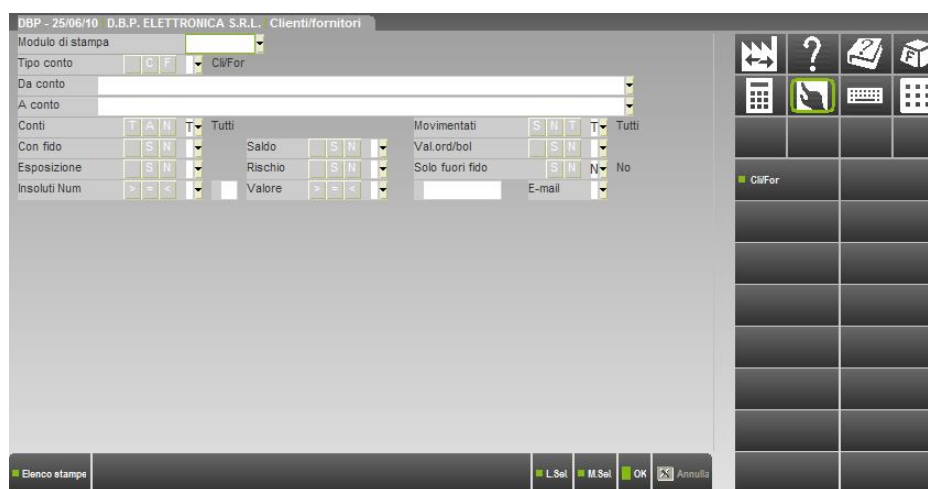 DBP - 25/06/10 D.B.P. ELETTRONICA S.R.L. Clienti/fornitori
Modulo di stampa
Tipo conto C F Cli/For
Da conto
A conto
Conti T A N T Tutti Movimentati S N T T Tutti
Con fido S N Saldo S N Val.ord/bol S N
Esposizione S N Rischio S N Solo fuori fido S N N No
Insoluti Num > = < Valore > = < E-mail
Cli/For
Elenco stampe L.Sel M.Sel OK Annulla